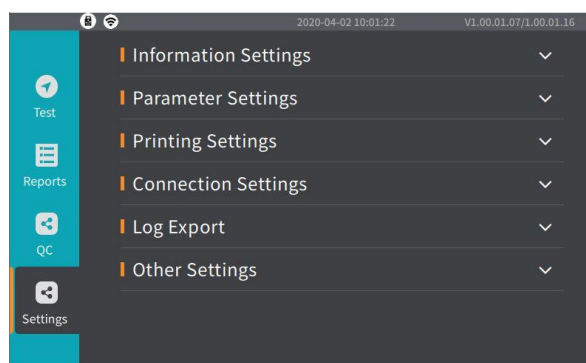 2020-04-02 10:01:22 V1.00.01.07/1.00.01.16
Information Settings
Parameter Settings
Printing Settings
Connection Settings
Log Export
Other Settings
Test
Reports
QC
Settings